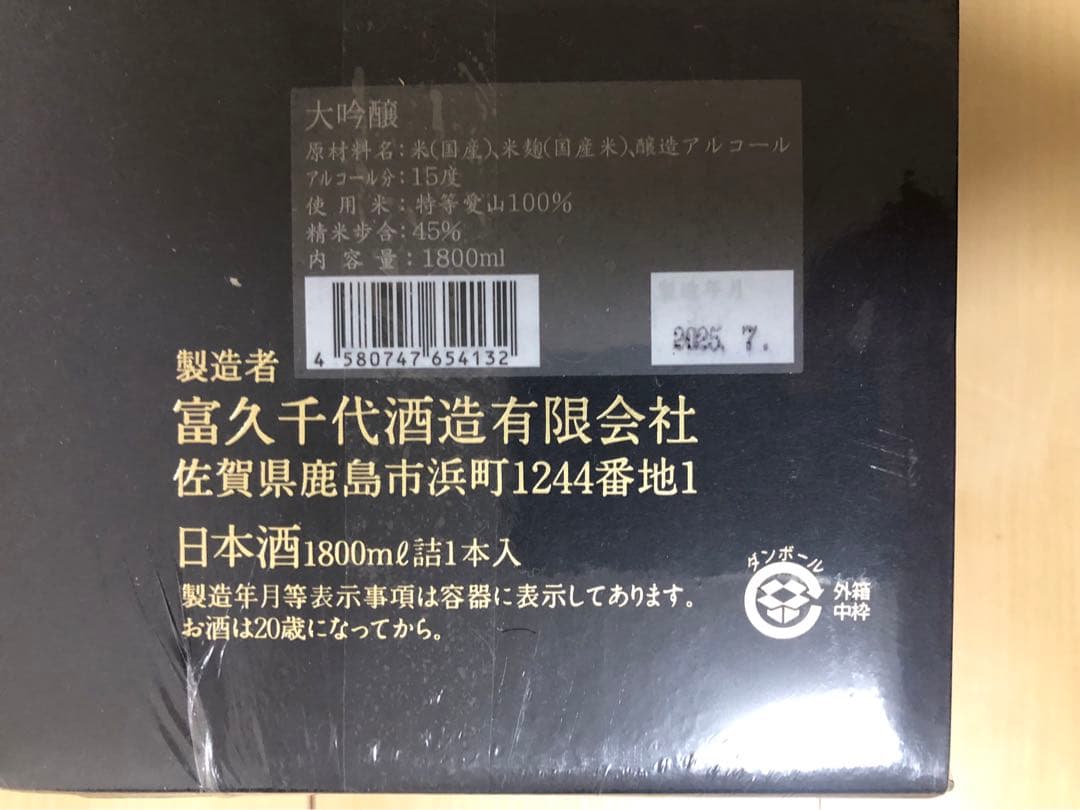 大吟醸
原材料名：米(国産)、米麹(国産米)、醸造アルコール
アルコール分：15度
使用米：特等愛山100%
精米歩合：45%
内容量：1800ml
4 580747 654132
製造年月
2025. 7.
製造者
富久千代酒造有限会社
佐賀県鹿島市浜町1244番地1
日本酒1800mℓ詰1本入
製造年月等表示事項は容器に表示してあります。
お酒は20歳になってから。
ダンボール
外箱
中枠